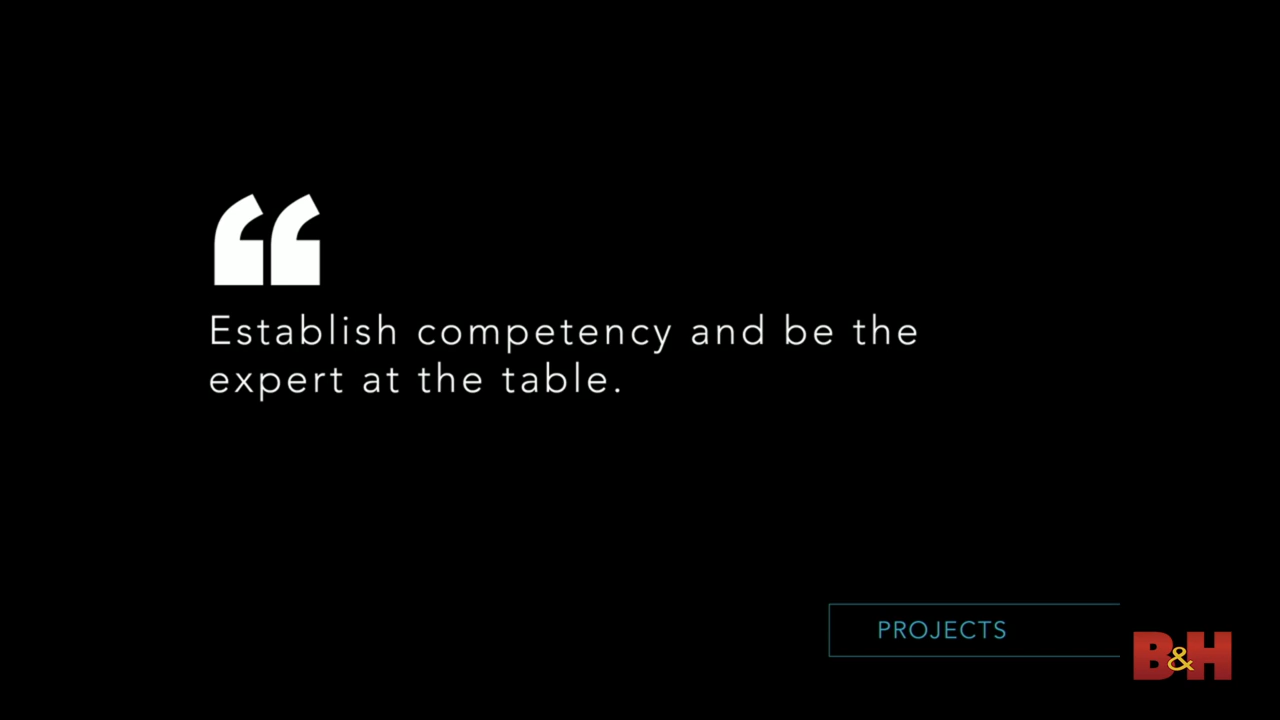 “
Establish competency and be the
expert at the table.
PROJECTS
B&H